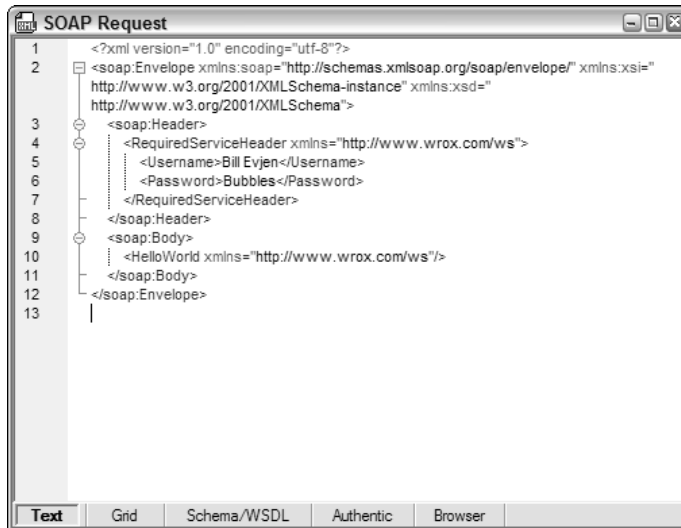 SOAP Request
1 <?xml version="1.0" encoding="utf-8"?>
2 <soap:Envelope xmlns:soap="http://schemas.xmlsoap.org/soap/envelope/" xmlns:xsi="
http://www.w3.org/2001/XMLSchema-instance" xmlns:xsd="
http://www.w3.org/2001/XMLSchema">
3 <soap:Header>
4 <RequiredServiceHeader xmlns="http://www.wrox.com/ws">
5 <Username>Bill Evjen</Username>
6 <Password>Bubbles</Password>
7 </RequiredServiceHeader>
8 </soap:Header>
9 <soap:Body>
10 <HelloWorld xmlns="http://www.wrox.com/ws"/>
11 </soap:Body>
12 </soap:Envelope>
13
Text Grid Schema/WSDL Authentic Browser